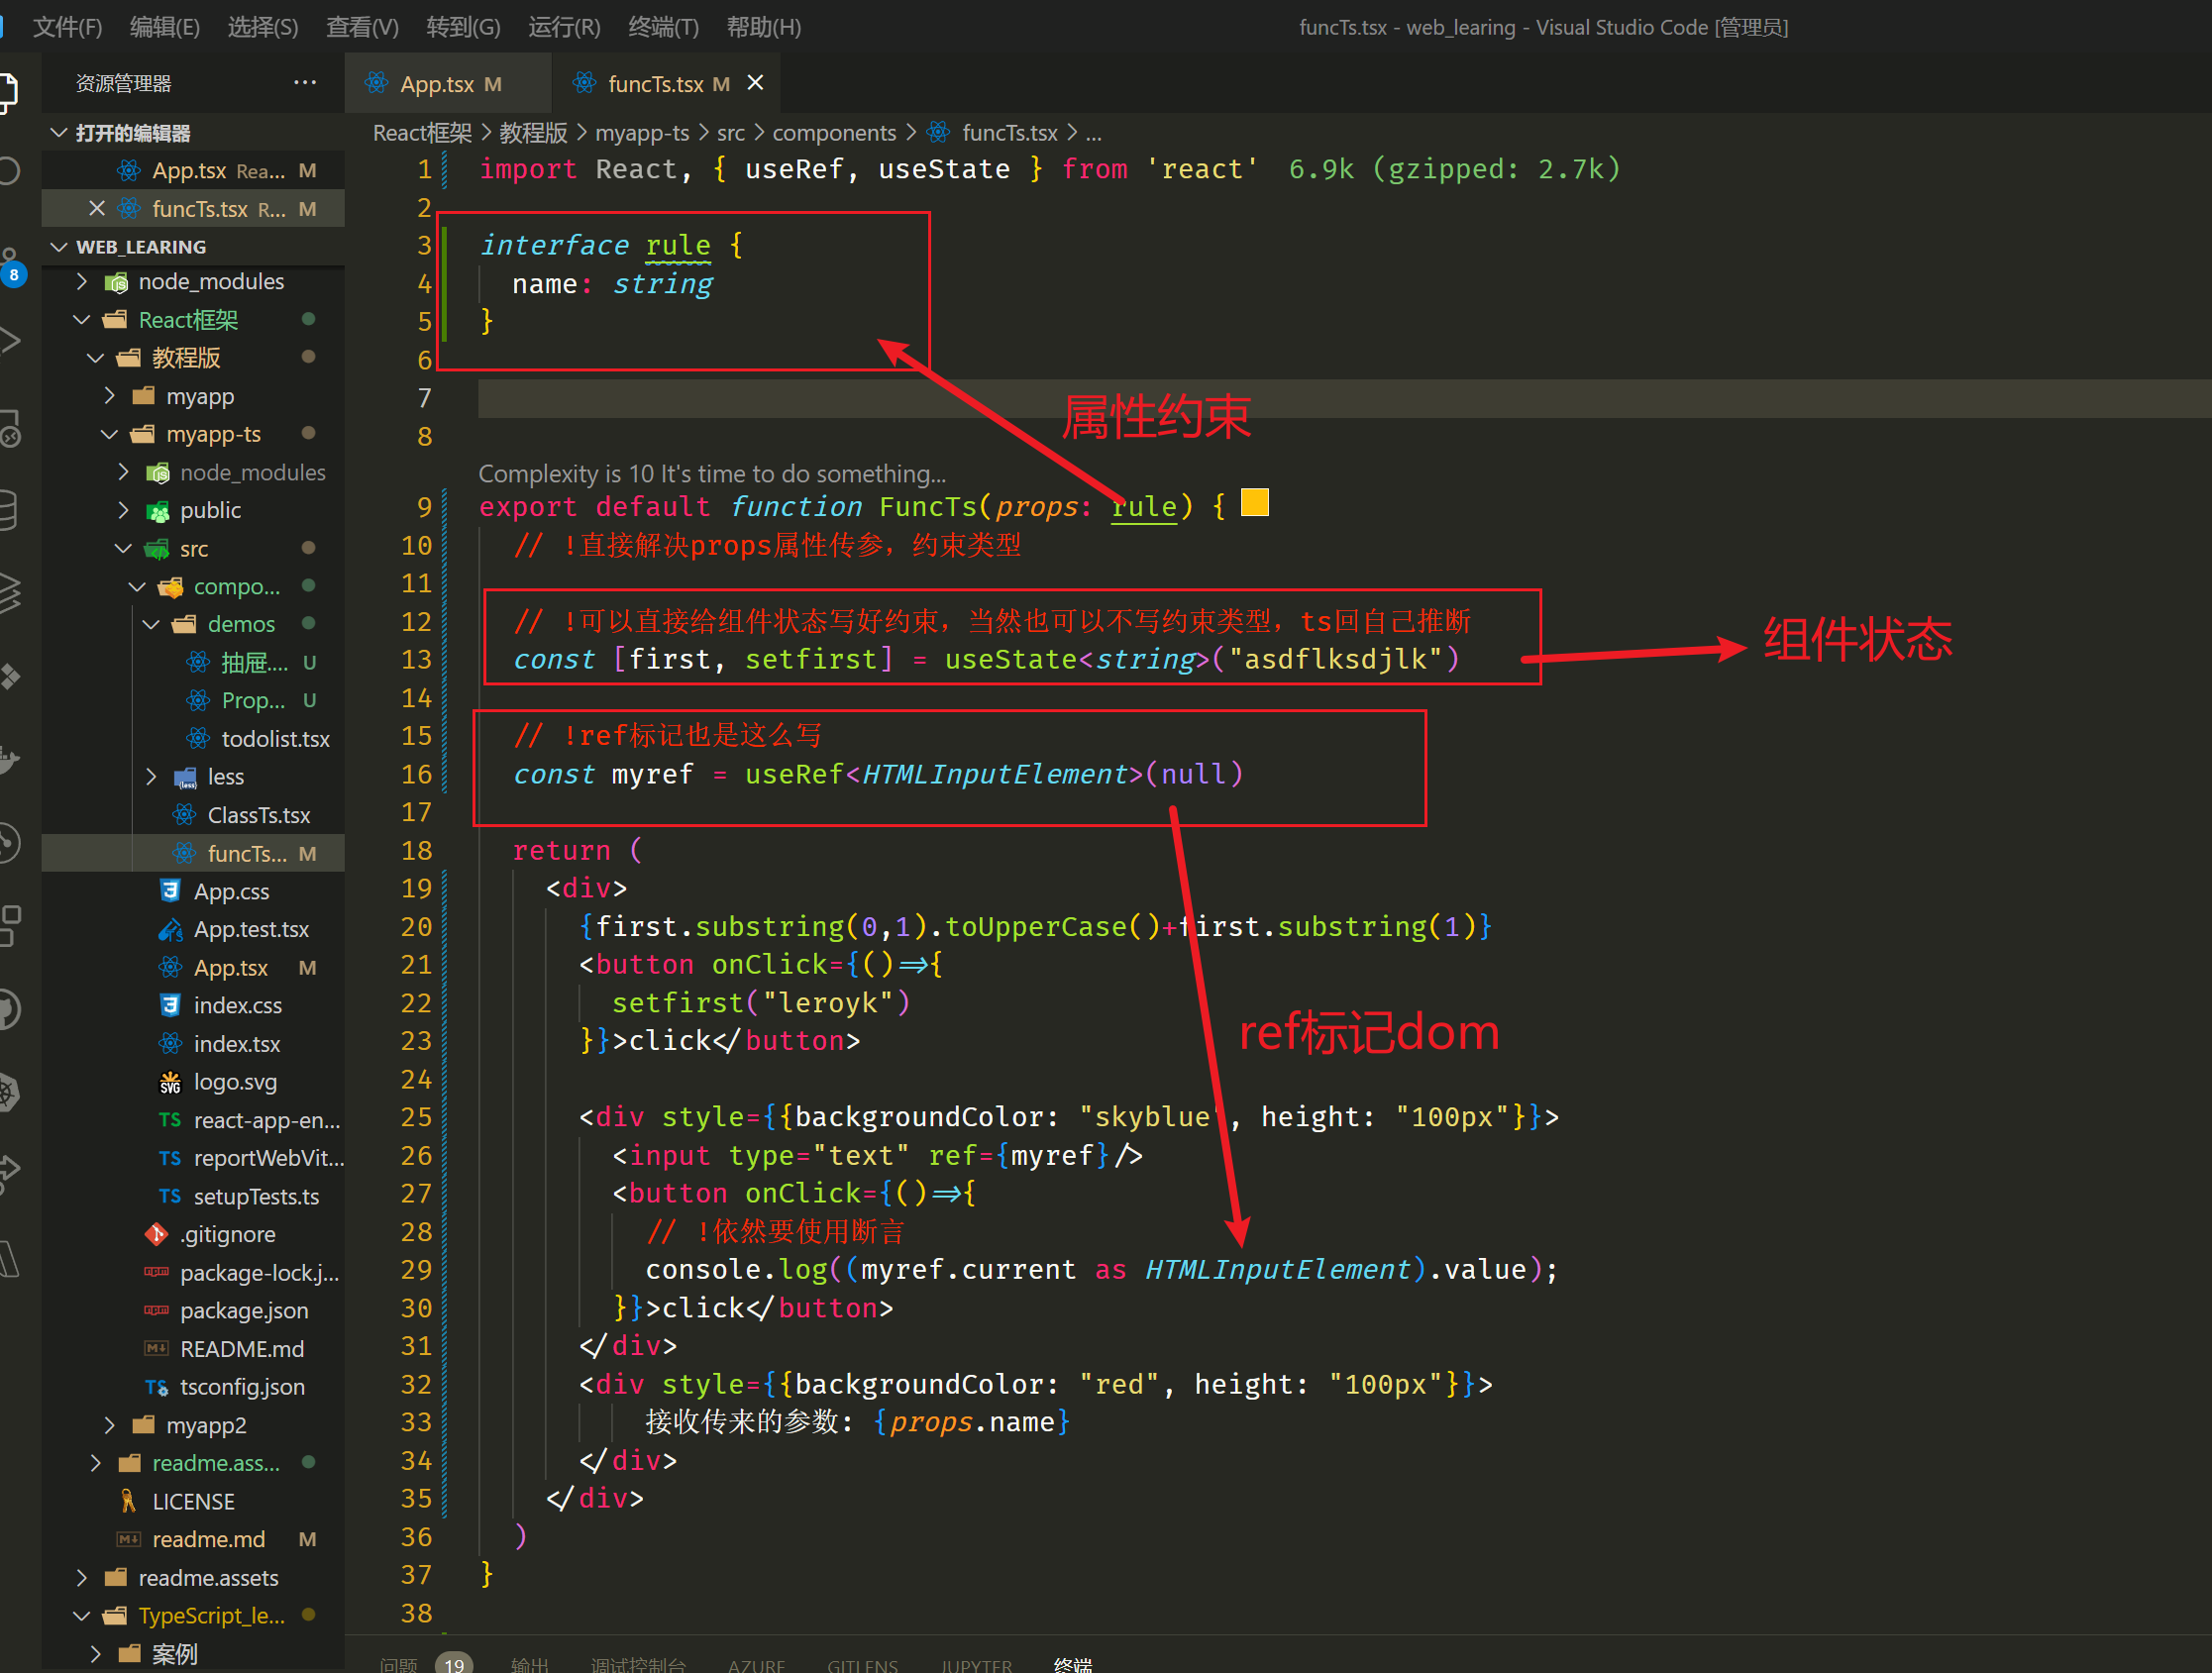 文件(F) 编辑(E) 选择(S) 查看(V) 转到(G) 运行(R) 终端(T) 帮助(H) funcTs.tsx - web_learing - Visual Studio Code [管理员]
资源管理器 ···
打开的编辑器
App.tsx Rea... M
funcTs.tsx R... M
WEB_LEARING
8
node_modules
React框架
教程版
myapp
myapp-ts
node_modules
public
src
compo...
demos
抽屉.... U
Prop... U
todolist.tsx
less
ClassTs.tsx
funcTs... M
App.css
App.test.tsx
App.tsx M
index.css
index.tsx
logo.svg
react-app-en...
reportWebVit...
setupTests.ts
.gitignore
package-lock.j...
package.json
README.md
tsconfig.json
myapp2
readme.ass...
LICENSE
readme.md M
readme.assets
TypeScript_le...
案例
App.tsx M funcTs.tsx M
React框架 > 教程版 > myapp-ts > src > components > funcTs.tsx > ...
1 import React, { useRef, useState } from 'react' 6.9k (gzipped: 2.7k)
2
3 interface rule {
4 name: string
5 }
6
7
属性约束
8
Complexity is 10 It's time to do something...
9 export default function FuncTs(props: rule) {
10 // !直接解决props属性传参，约束类型
11
12 // !可以直接给组件状态写好约束，当然也可以不写约束类型，ts回自己推断
13 const [first, setfirst] = useState<string>("asdflksdjlk")
组件状态
14
15 // !ref标记也是这么写
16 const myref = useRef<HTMLInputElement>(null)
17
18 return (
19 <div>
20 {first.substring(0,1).toUpperCase()+first.substring(1)}
21 <button onClick={()=>{
22 setfirst("leroyk")
23 }}>click</button>
ref标记dom
24
25 <div style={{backgroundColor: "skyblue", height: "100px"}}>
26 <input type="text" ref={myref}/>
27 <button onClick={()=>{
28 // !依然要使用断言
29 console.log((myref.current as HTMLInputElement).value);
30 }}>click</button>
31 </div>
32 <div style={{backgroundColor: "red", height: "100px"}}>
33 接收传来的参数: {props.name}
34 </div>
35 </div>
36 )
37 }
38
问题 19 输出 调试控制台 AZURE GITLENS JUPYTER 终端